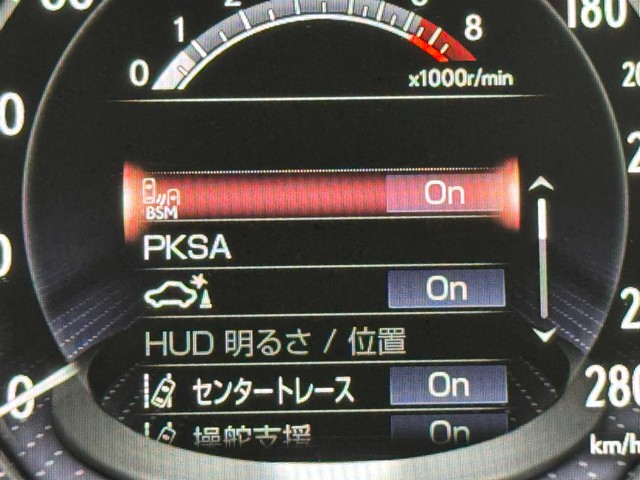 180
1
8
0
x1000r/min
BSM On
PKSA
On
HUD 明るさ / 位置
センタートレース On
操舵支援 On
0
280
km/h